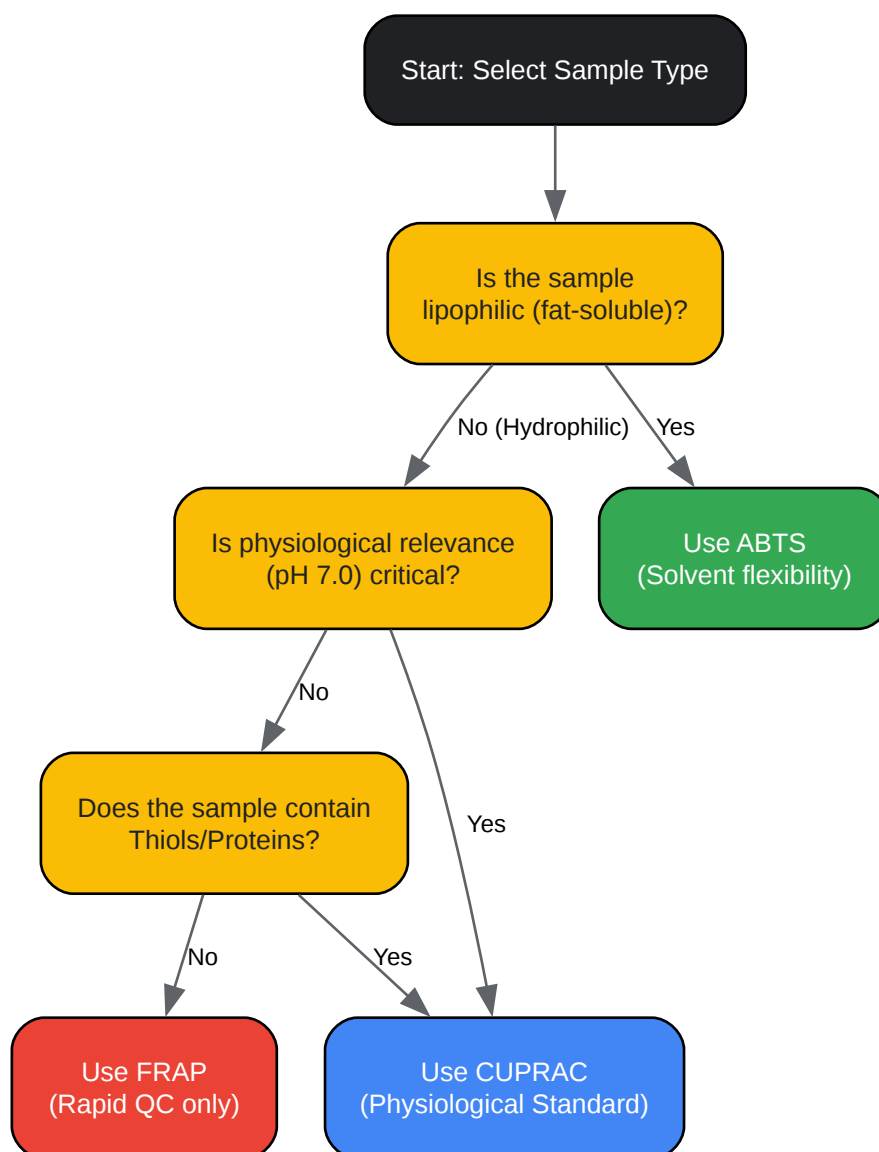 Start: Select Sample Type
Is the sample
lipophilic (fat-soluble)?
No (Hydrophilic)
Yes
Is physiological relevance
(pH 7.0) critical?
Use ABTS
(Solvent flexibility)
No
Yes
Does the sample contain
Thiols/Proteins?
No
Yes
Use FRAP
(Rapid QC only)
Use CUPRAC
(Physiological Standard)